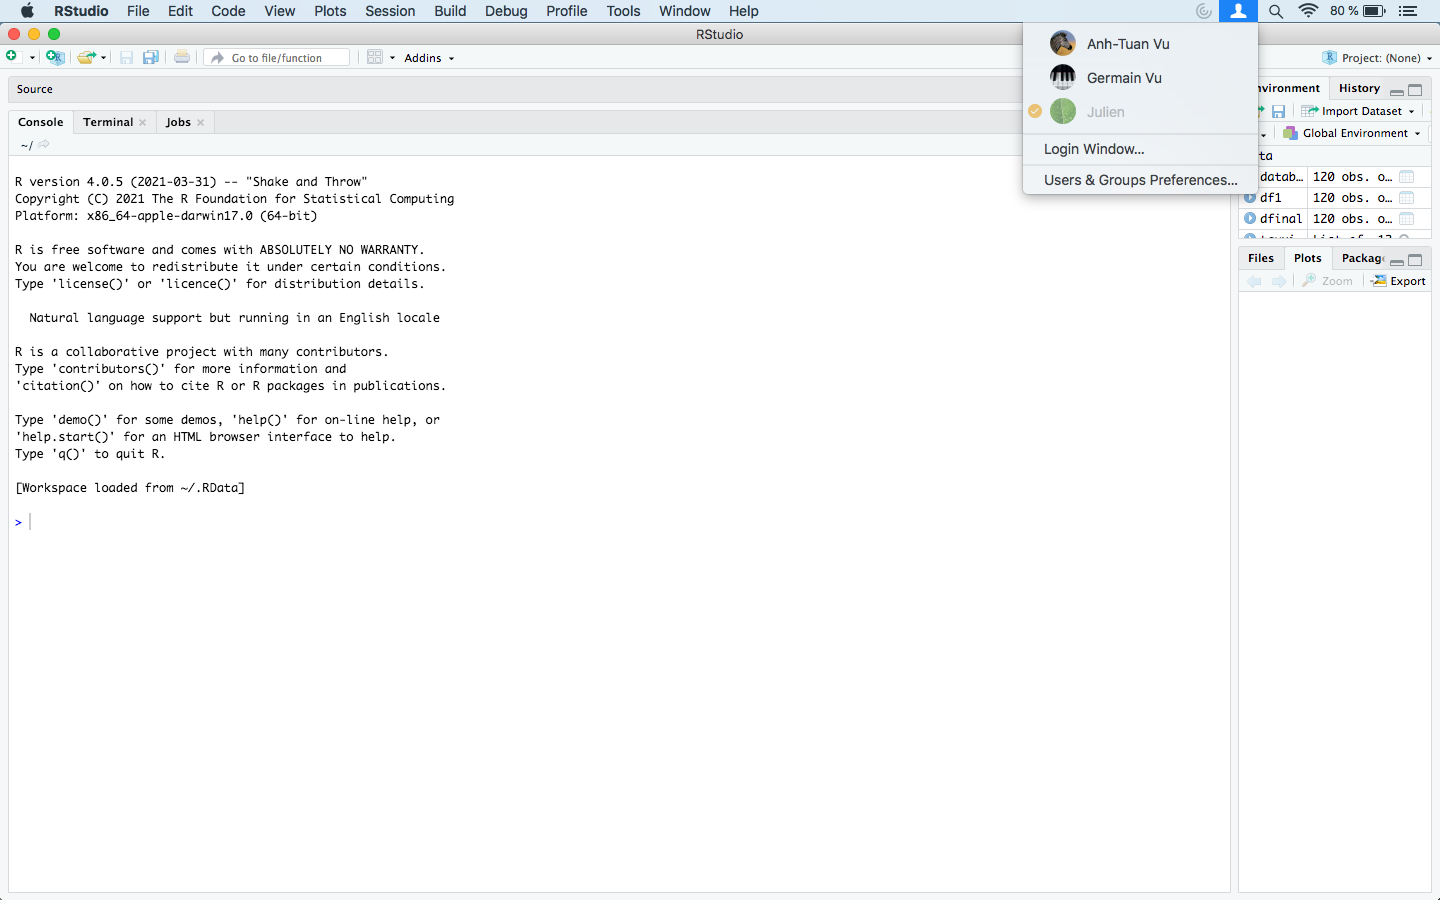 RStudio File Edit Code View Plots Session Build Debug Profile Tools Window Help 80 %
RStudio
Go to file/function Addins Project: (None)
Anh-Tuan Vu
Germain Vu
Julien
Login Window...
Users & Groups Preferences...
Source
Console Terminal Jobs
~/
R version 4.0.5 (2021-03-31) -- "Shake and Throw"
Copyright (C) 2021 The R Foundation for Statistical Computing
Platform: x86_64-apple-darwin17.0 (64-bit)
R is free software and comes with ABSOLUTELY NO WARRANTY.
You are welcome to redistribute it under certain conditions.
Type 'license()' or 'licence()' for distribution details.
Natural language support but running in an English locale
R is a collaborative project with many contributors.
Type 'contributors()' for more information and
'citation()' on how to cite R or R packages in publications.
Type 'demo()' for some demos, 'help()' for on-line help, or
'help.start()' for an HTML browser interface to help.
Type 'q()' to quit R.
[Workspace loaded from ~/.RData]
>
nvironment History
Import Dataset
Global Environment
ta
datab… 120 obs. o…
df1 120 obs. o…
dfinal 120 obs. o…
Files Plots Packag
Zoom Export